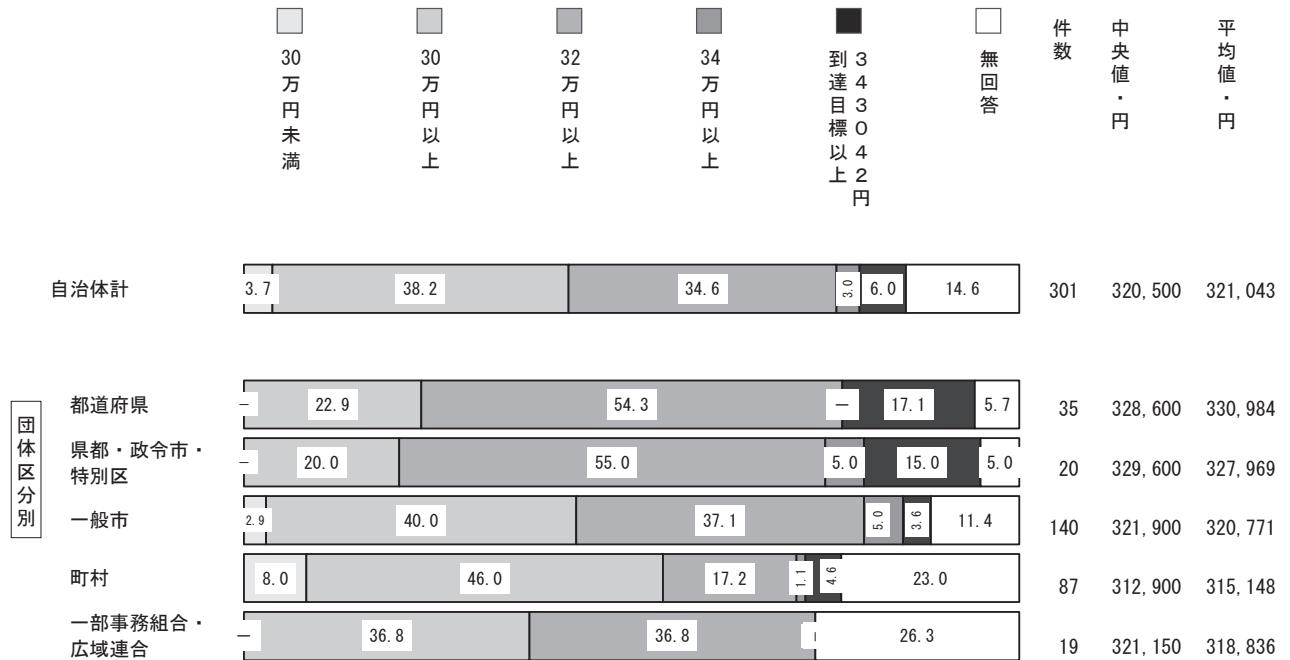 30万円未満
30万円以上
32万円以上
34万円以上
343042円
到達目標以上
無回答
件数
中央値・円
平均値・円
自治体計 3.7 38.2 34.6 3.0 6.0 14.6 301 320,500 321,043
団体区分別
都道府県 - 22.9 54.3 - 17.1 5.7 35 328,600 330,984
県都・政令市・
特別区 - 20.0 55.0 5.0 15.0 5.0 20 329,600 327,969
一般市 2.9 40.0 37.1 5.0 3.6 11.4 140 321,900 320,771
町村 8.0 46.0 17.2 1.1 4.6 23.0 87 312,900 315,148
一部事務組合・
広域連合 - 36.8 36.8 - 26.3 19 321,150 318,836